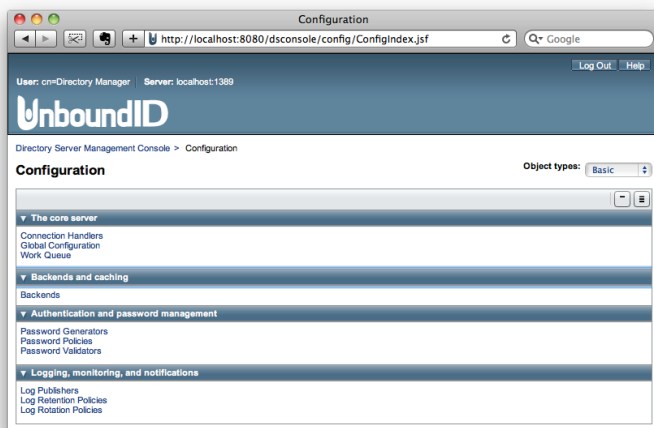 Configuration
http://localhost:8080/dsconsole/config/ConfigIndex.jsf
Google
Log Out Help
User: cn=Directory Manager Server: localhost:1389
UnboundID
Directory Server Management Console > Configuration
Configuration
Object types: Basic
The core server
Connection Handlers
Global Configuration
Work Queue
Backends and caching
Backends
Authentication and password management
Password Generators
Password Policies
Password Validators
Logging, monitoring, and notifications
Log Publishers
Log Retention Policies
Log Rotation Policies